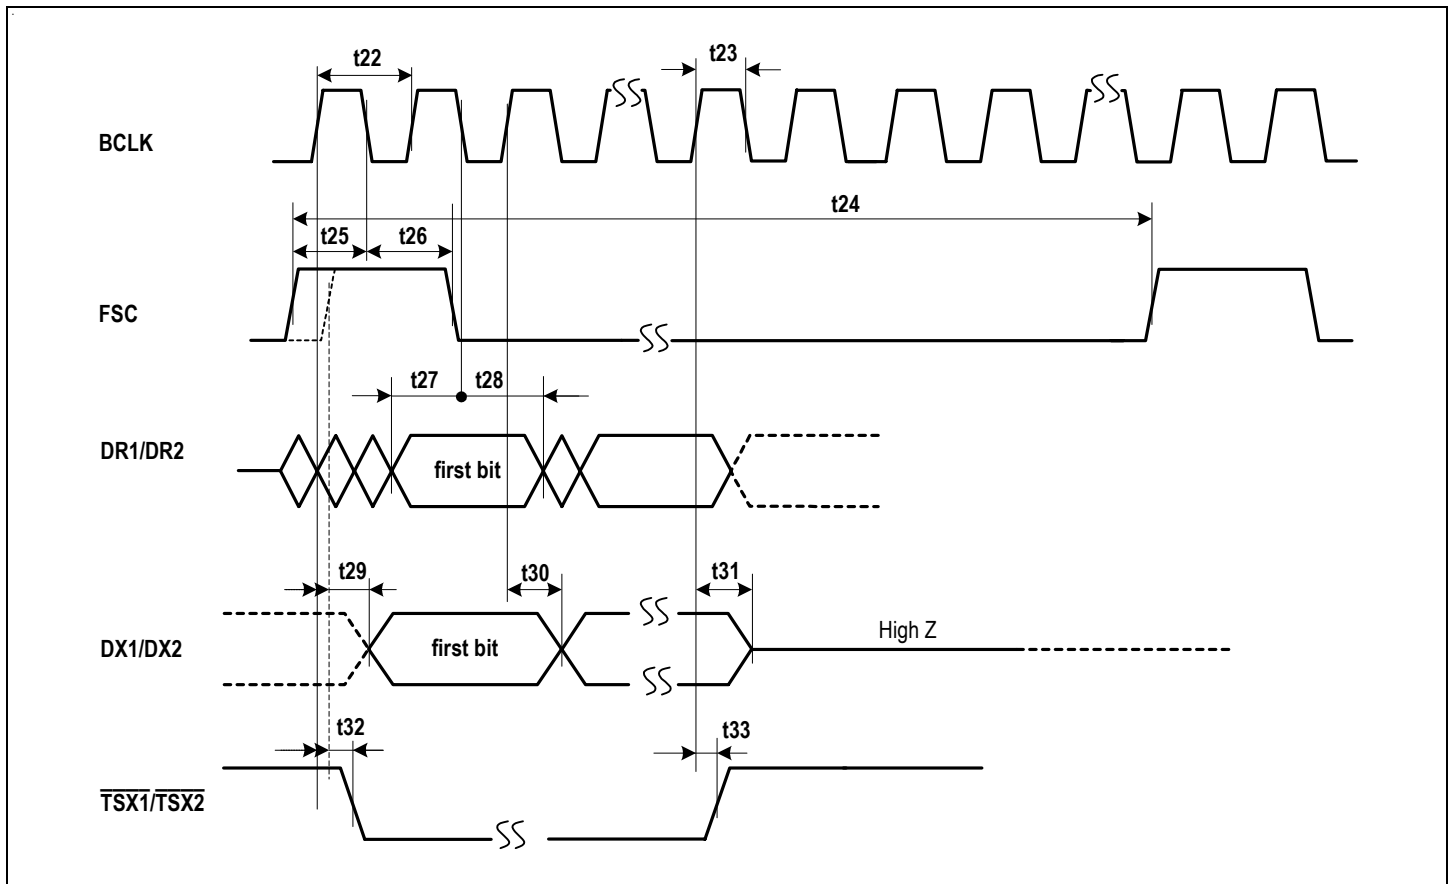 t22
t23
BCLK
t24
t25
t26
FSC
t27
t28
DR1/DR2
first bit
t29
t30
t31
DX1/DX2
first bit
High Z
t32
t33
TSX1/TSX2